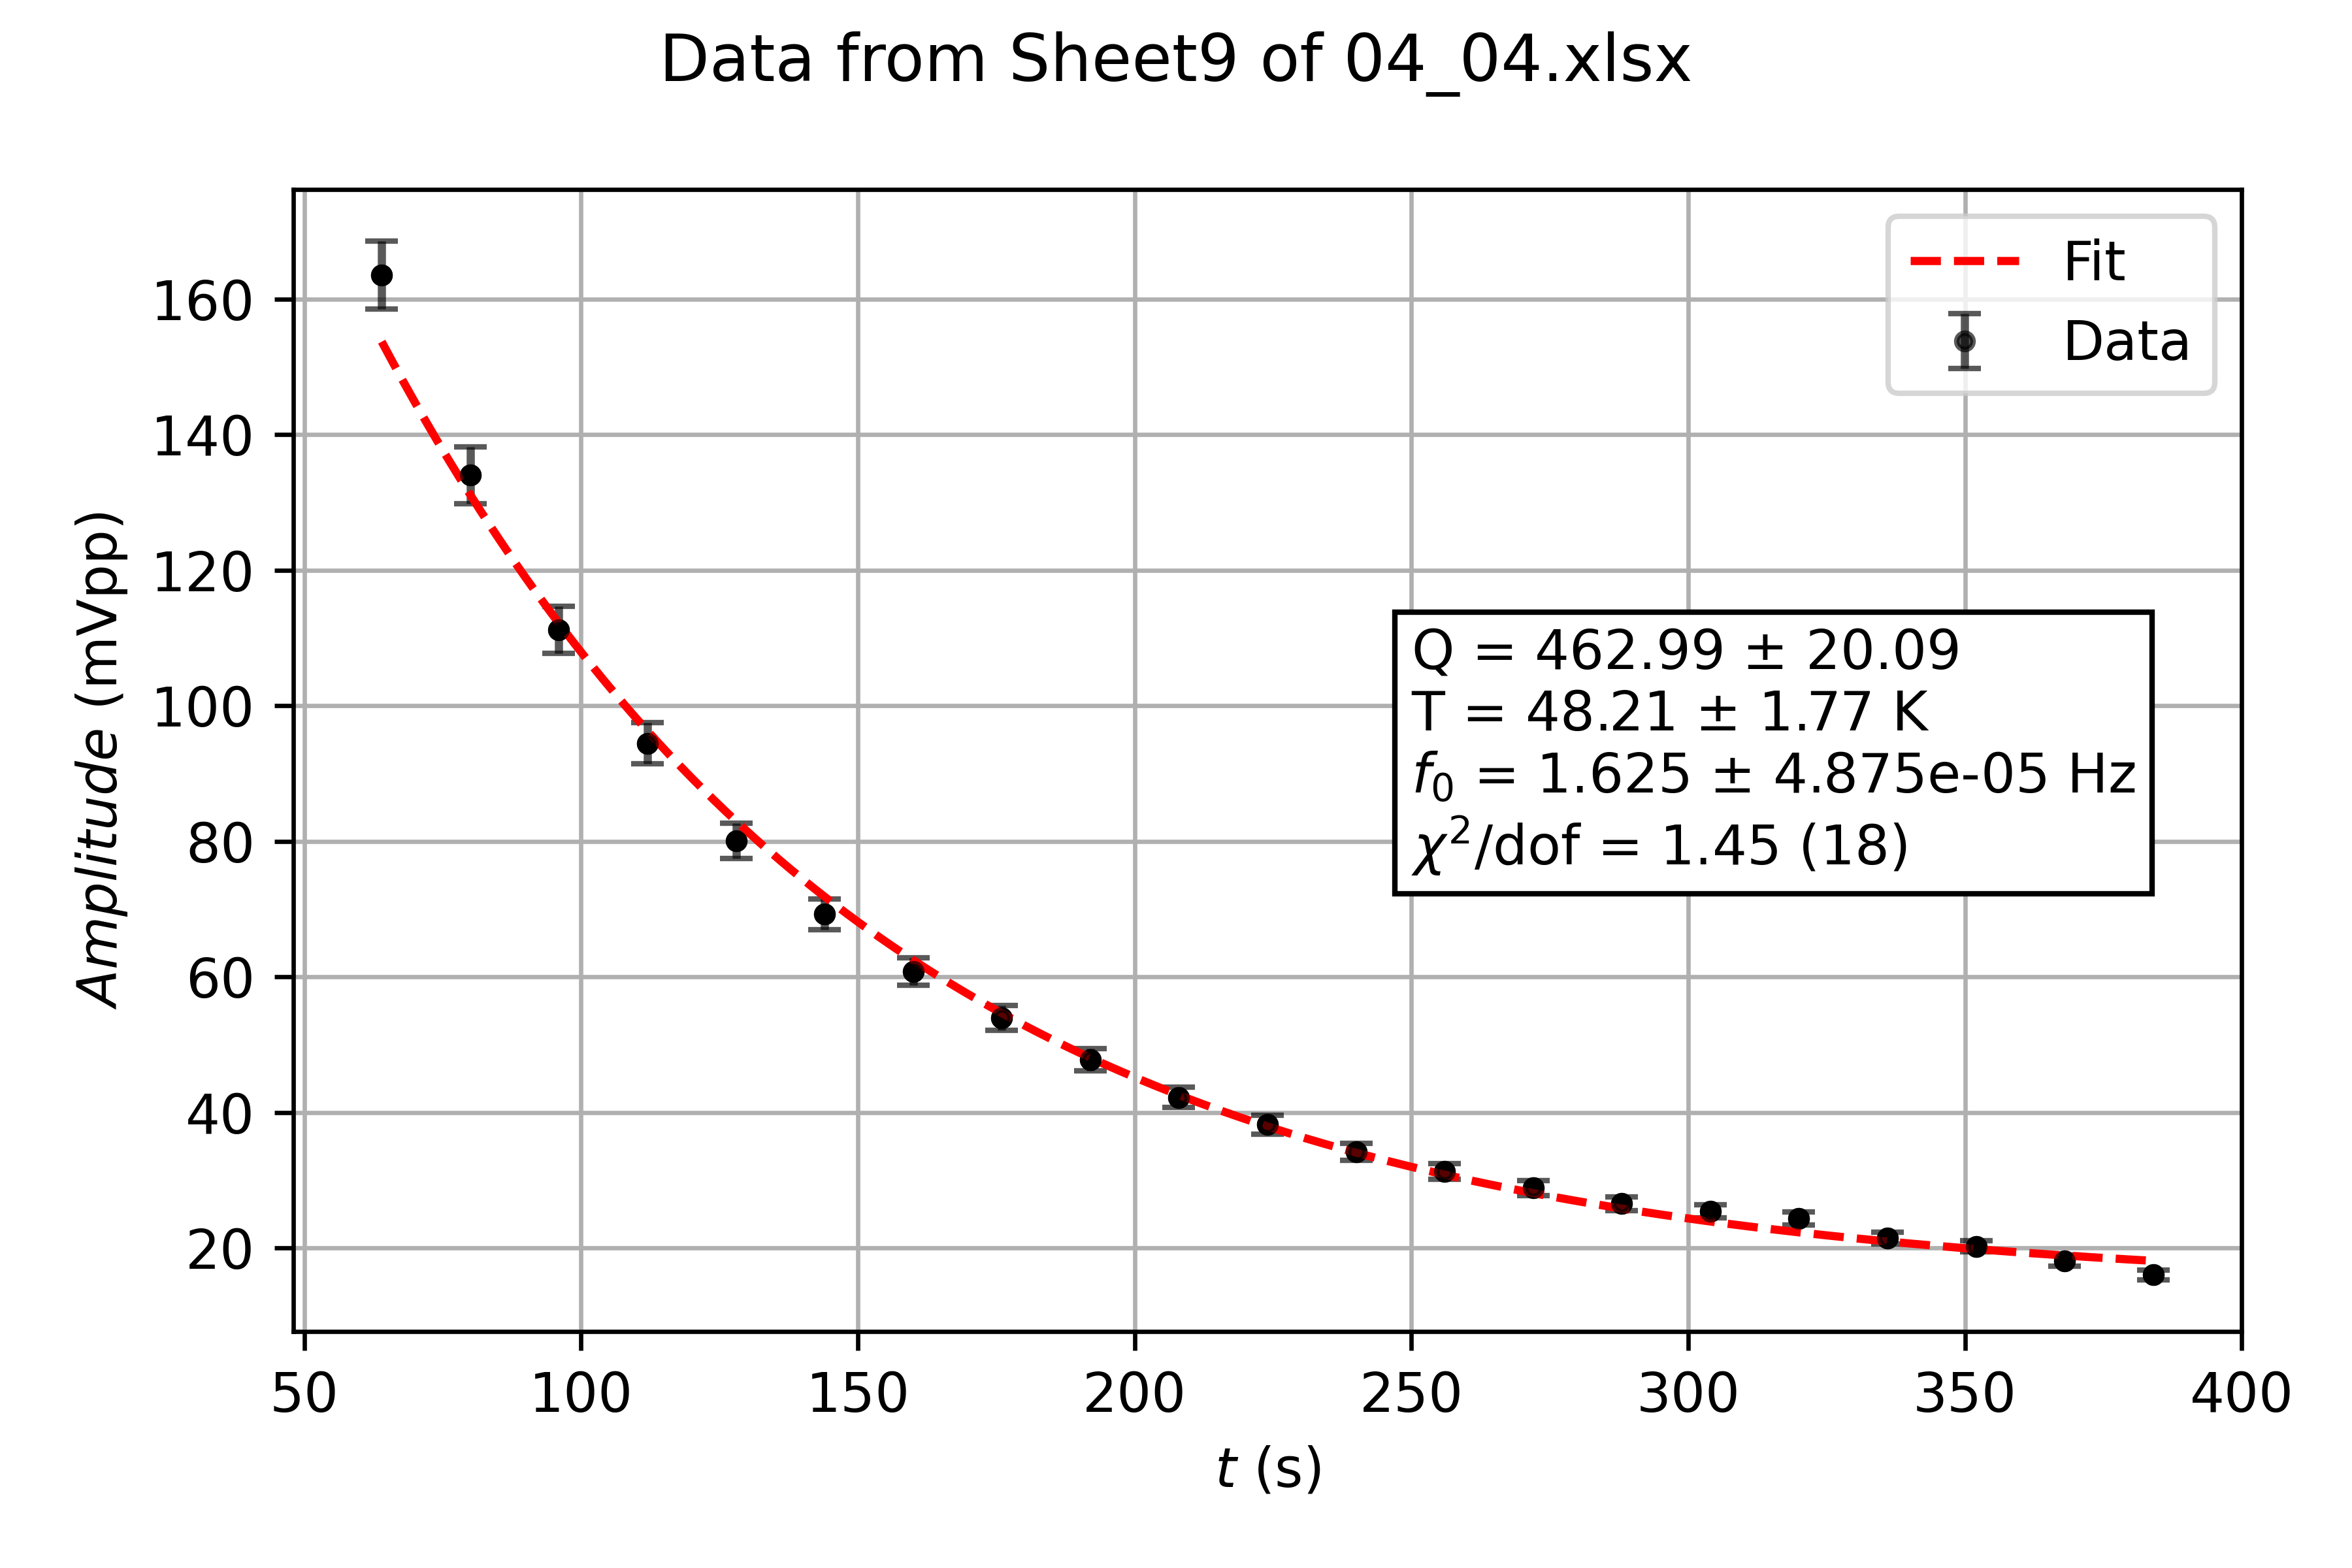 Data from Sheet9 of 04_04.xlsx
Fit
Data
Q = 462.99 ± 20.09
T = 48.21 ± 1.77 K
f₀ = 1.625 ± 4.875e-05 Hz
χ²/dof = 1.45 (18)
Amplitude (mVpp)
160
140
120
100
80
60
40
20
50 100 150 200 250 300 350 400
t (s)